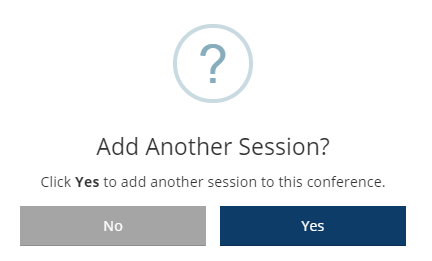 ?
Add Another Session?
Click Yes to add another session to this conference.
No
Yes